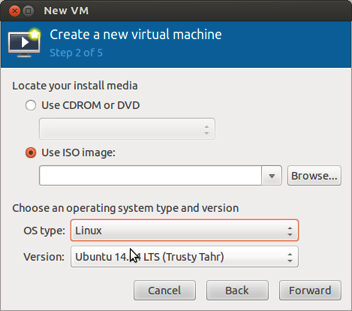 New VM
Create a new virtual machine
Step 2 of 5
Locate your install media
Use CDROM or DVD
Use ISO image:
Browse...
Choose an operating system type and version
OS type: Linux
Version: Ubuntu LTS (Trusty Tahr)
Cancel Back Forward